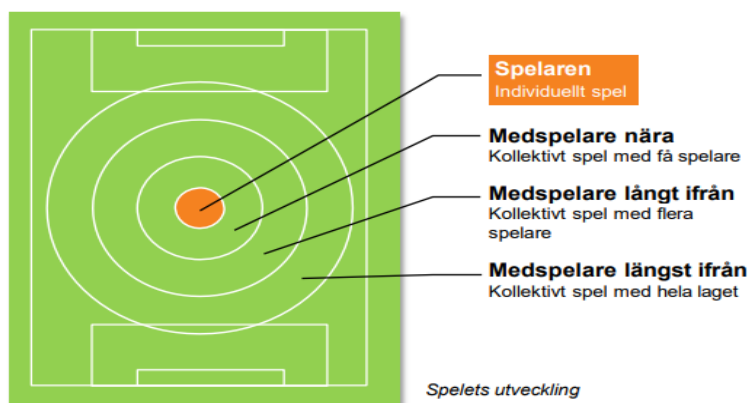 Spelaren
Individuellt spel
Medspelare nära
Kollektivt spel med få spelare
Medspelare långt ifrån
Kollektivt spel med flera
spelare
Medspelare längst ifrån
Kollektivt spel med hela laget
Spelets utveckling